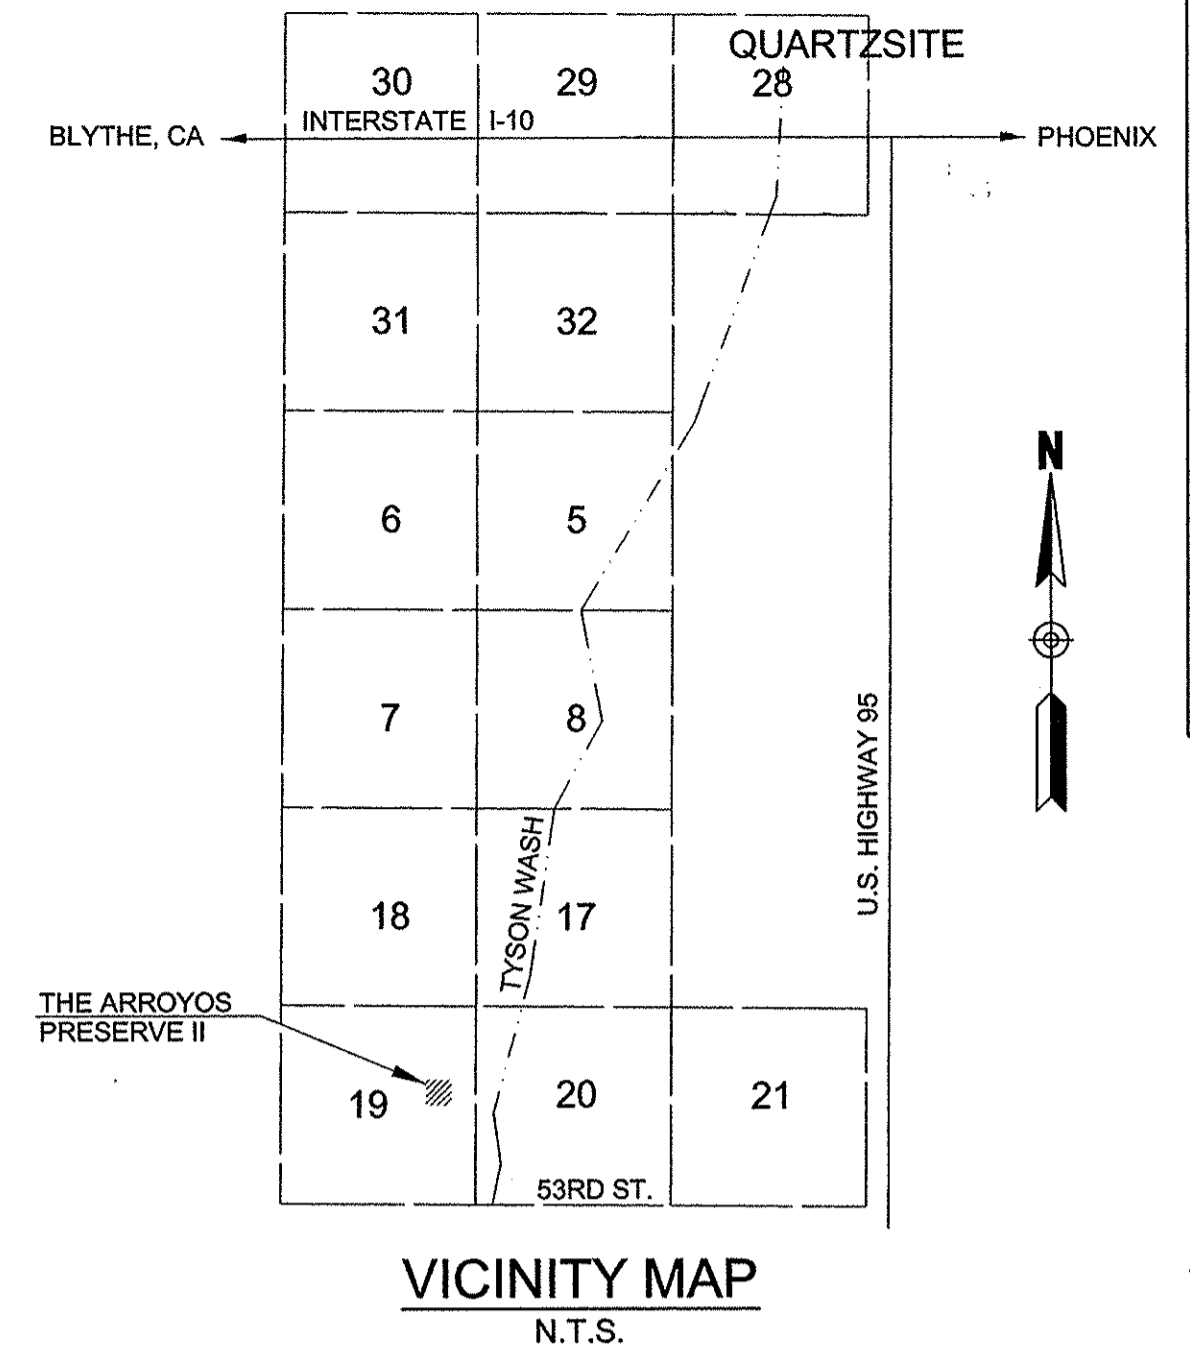 QUARTZSITE
30
29
28
INTERSTATE I-10
BLYTHE, CA
PHOENIX
31
32
N
6
5
7
8
U.S. HIGHWAY 95
TYSON WASH
18
17
THE ARROYOS
PRESERVE II
19
20
21
53RD ST.
VICINITY MAP
N.T.S.